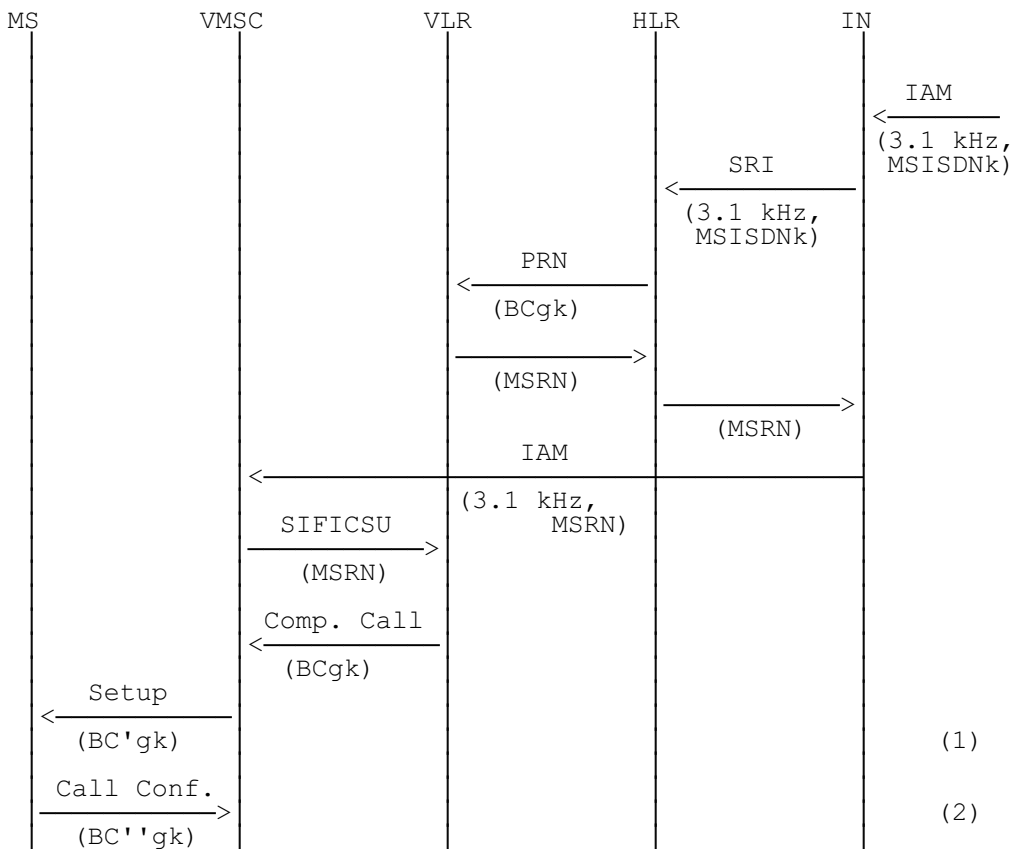 MS VMSC VLR HLR IN
IAM
(3.1 kHz,
MSISDNk)
SRI
(3.1 kHz,
MSISDNk)
PRN
(BCgk)
(MSRN)
(MSRN)
IAM
(3.1 kHz,
MSRN)
SIFICSU
(MSRN)
Comp. Call
(BCgk)
Setup
(BC'gk) (1)
Call Conf.
(2)
(BC''gk)